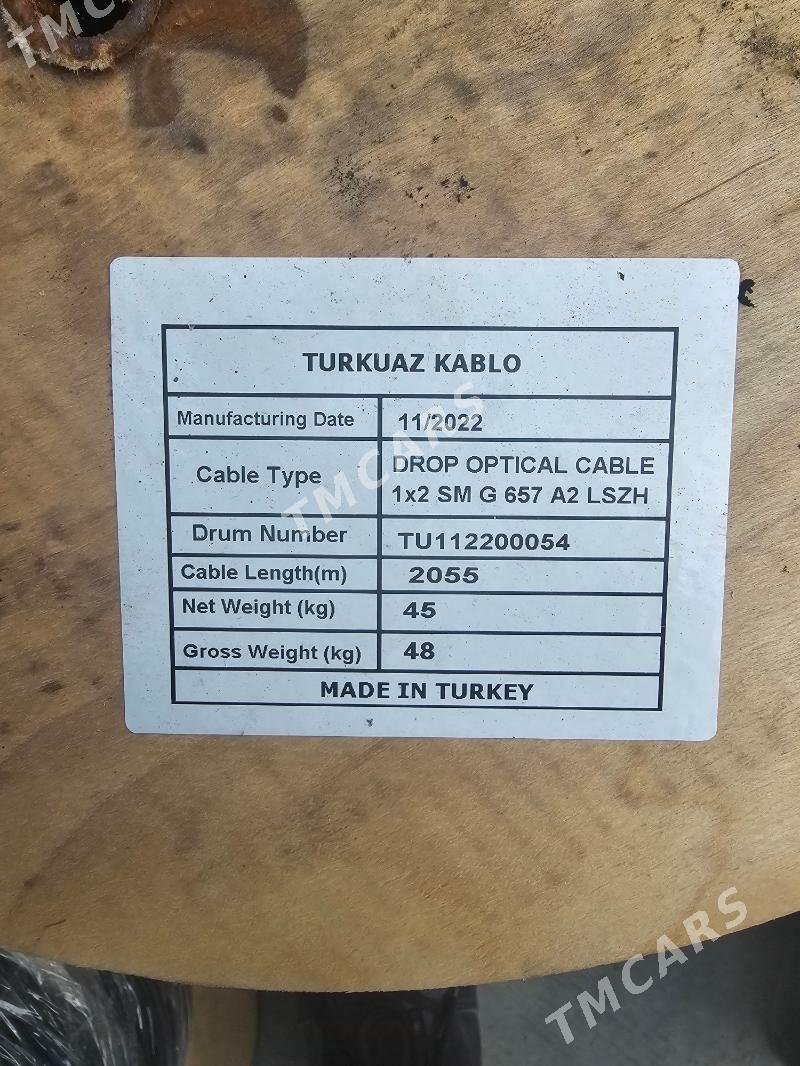 TMCARS
TURKUAZ KABLO
Manufacturing Date 11/2022
Cable Type DROP OPTICAL CABLE
1x2 SM G 657 A2 LSZH
TMCARS
Drum Number TU112200054
Cable Length(m) 2055
Net Weight (kg) 45
Gross Weight (kg) 48
MADE IN TURKEY
TMCARS